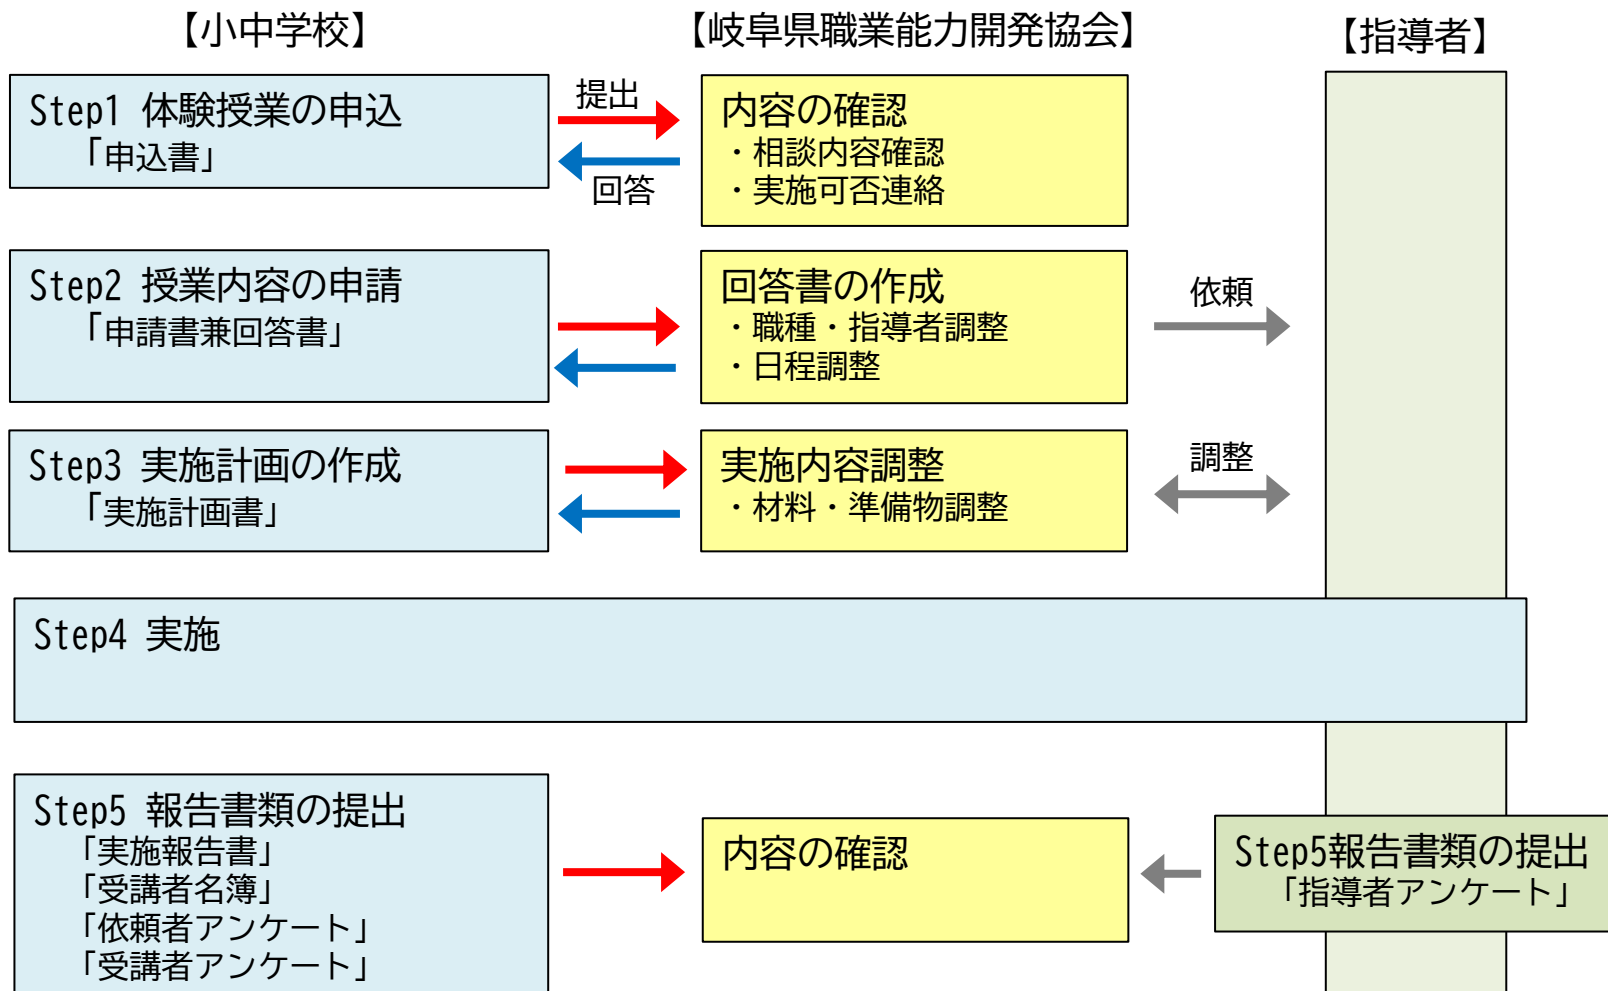 【小中学校】
【岐阜県職業能力開発協会】
【指導者】
Step1 体験授業の申込
「申込書」
提出
回答
内容の確認
・相談内容確認
・実施可否連絡
Step2 授業内容の申請
「申請書兼回答書」
回答書の作成
・職種・指導者調整
・日程調整
依頼
Step3 実施計画の作成
「実施計画書」
実施内容調整
・材料・準備物調整
調整
Step4 実施
Step5 報告書類の提出
「実施報告書」
「受講者名簿」
「依頼者アンケート」
「受講者アンケート」
内容の確認
Step5報告書類の提出
「指導者アンケート」